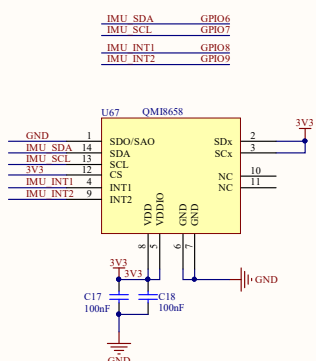 IMU_SDA GPIO6
IMU_SCL GPIO7
IMU_INT1 GPIO8
IMU_INT2 GPIO9
U67 QMI8658
3V3
GND 1 SDO/SAO SDx 2
IMU_SDA 14 SDA SCx 3
IMU_SCL 13 SCL
3V3 12 CS NC 10
IMU_INT1 4 INT1 NC 11
IMU_INT2 9 INT2
VDD VDDIO GND GND
8 5 6 7
3V3 3V3
GND
C17 C18
100nF 100nF
GND